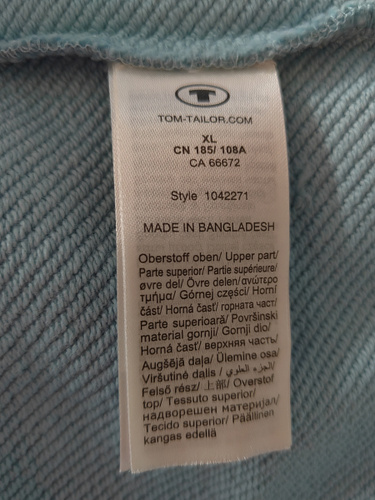 T
TOM-TAILOR.COM
XL
CN 185/ 108A
CA 66672
Style 1042271
MADE IN BANGLADESH
Oberstoff oben/ Upper part/
Parte superior/ Partie supérieure/
øvre del/ Övre delen/ανώτερο
τμήμα/ Górnej części/ Horní
část/ Horná časť/ горната част/
Parte superioară/ Površinski
material gornji/ Gornji dio/
Horná časť/ верхняя часть/
Augšējā daļa/ Ülemine osa/
Viršutinė dalis / الجزء العلوي/
Felső rész/ 上部/ Overstof
top/ Tessuto superior/
надворешен материјал/
Tecido superior/ Päällinen
kangas edellä